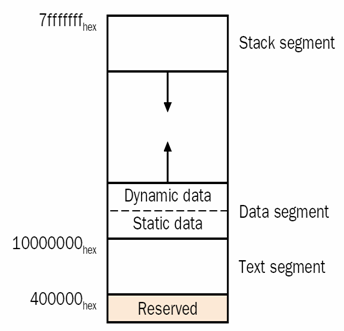 7fffffffhex
Stack segment
Dynamic data
Data segment
Static data
10000000hex
Text segment
400000hex
Reserved